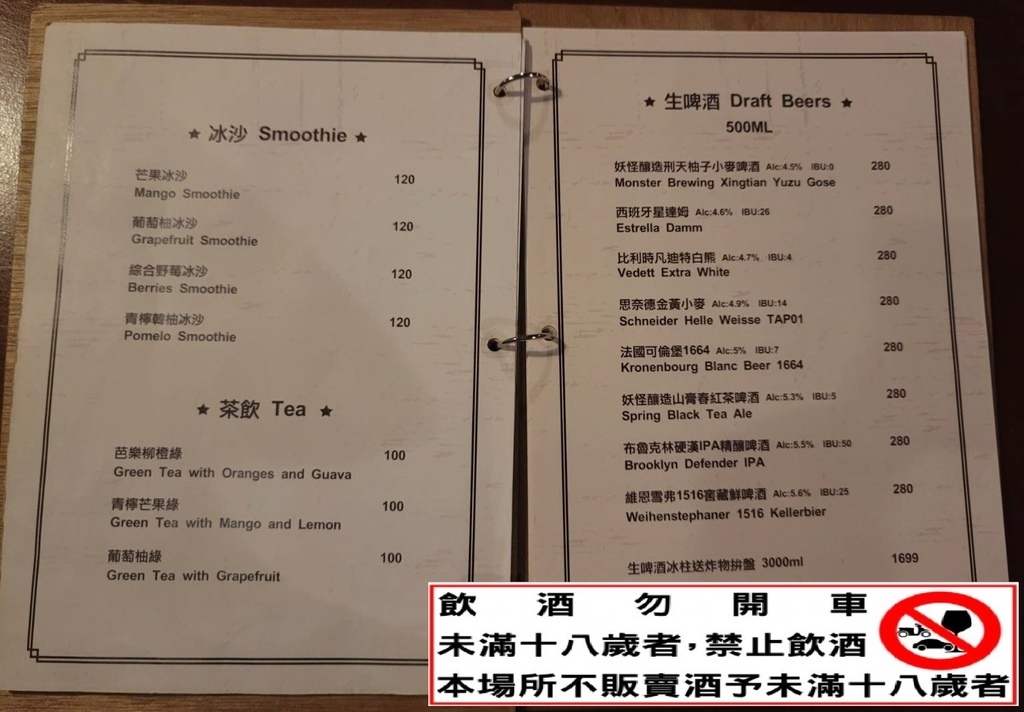 ★ 冰沙 Smoothie ★
芒果冰沙 120
Mango Smoothie
葡萄柚冰沙 120
Grapefruit Smoothie
綜合野莓冰沙 120
Berries Smoothie
青檸韓柚冰沙 120
Pomelo Smoothie
★ 茶飲 Tea ★
芭樂柳橙綠 100
Green Tea with Oranges and Guava
青檸芒果綠 100
Green Tea with Mango and Lemon
葡萄柚綠 100
Green Tea with Grapefruit
★ 生啤酒 Draft Beers ★
500ML
妖怪釀造刑天柚子小麥啤酒 Alc:4.5% IBU:0 280
Monster Brewing Xingtian Yuzu Gose
西班牙星達姆 Alc:4.6% IBU:26 280
Estrella Damm
比利時凡迪特白熊 Alc:4.7% IBU:4 280
Vedett Extra White
思奈德金黃小麥 Alc:4.9% IBU:14 280
Schneider Helle Weisse TAP01
法國可倫堡1664 Alc:5% IBU:7 280
Kronenbourg Blanc Beer 1664
妖怪釀造山膏春紅茶啤酒 Alc:5.3% IBU:5 280
Spring Black Tea Ale
布魯克林硬漢IPA精釀啤酒 Alc:5.5% IBU:50 280
Brooklyn Defender IPA
維恩雪弗1516窖藏鮮啤酒 Alc:5.6% IBU:25 280
Weihenstephaner 1516 Kellerbier
生啤酒冰柱送炸物拚盤 3000ml 1699
飲酒勿開車
未滿十八歲者,禁止飲酒
本場所不販賣酒予未滿十八歲者